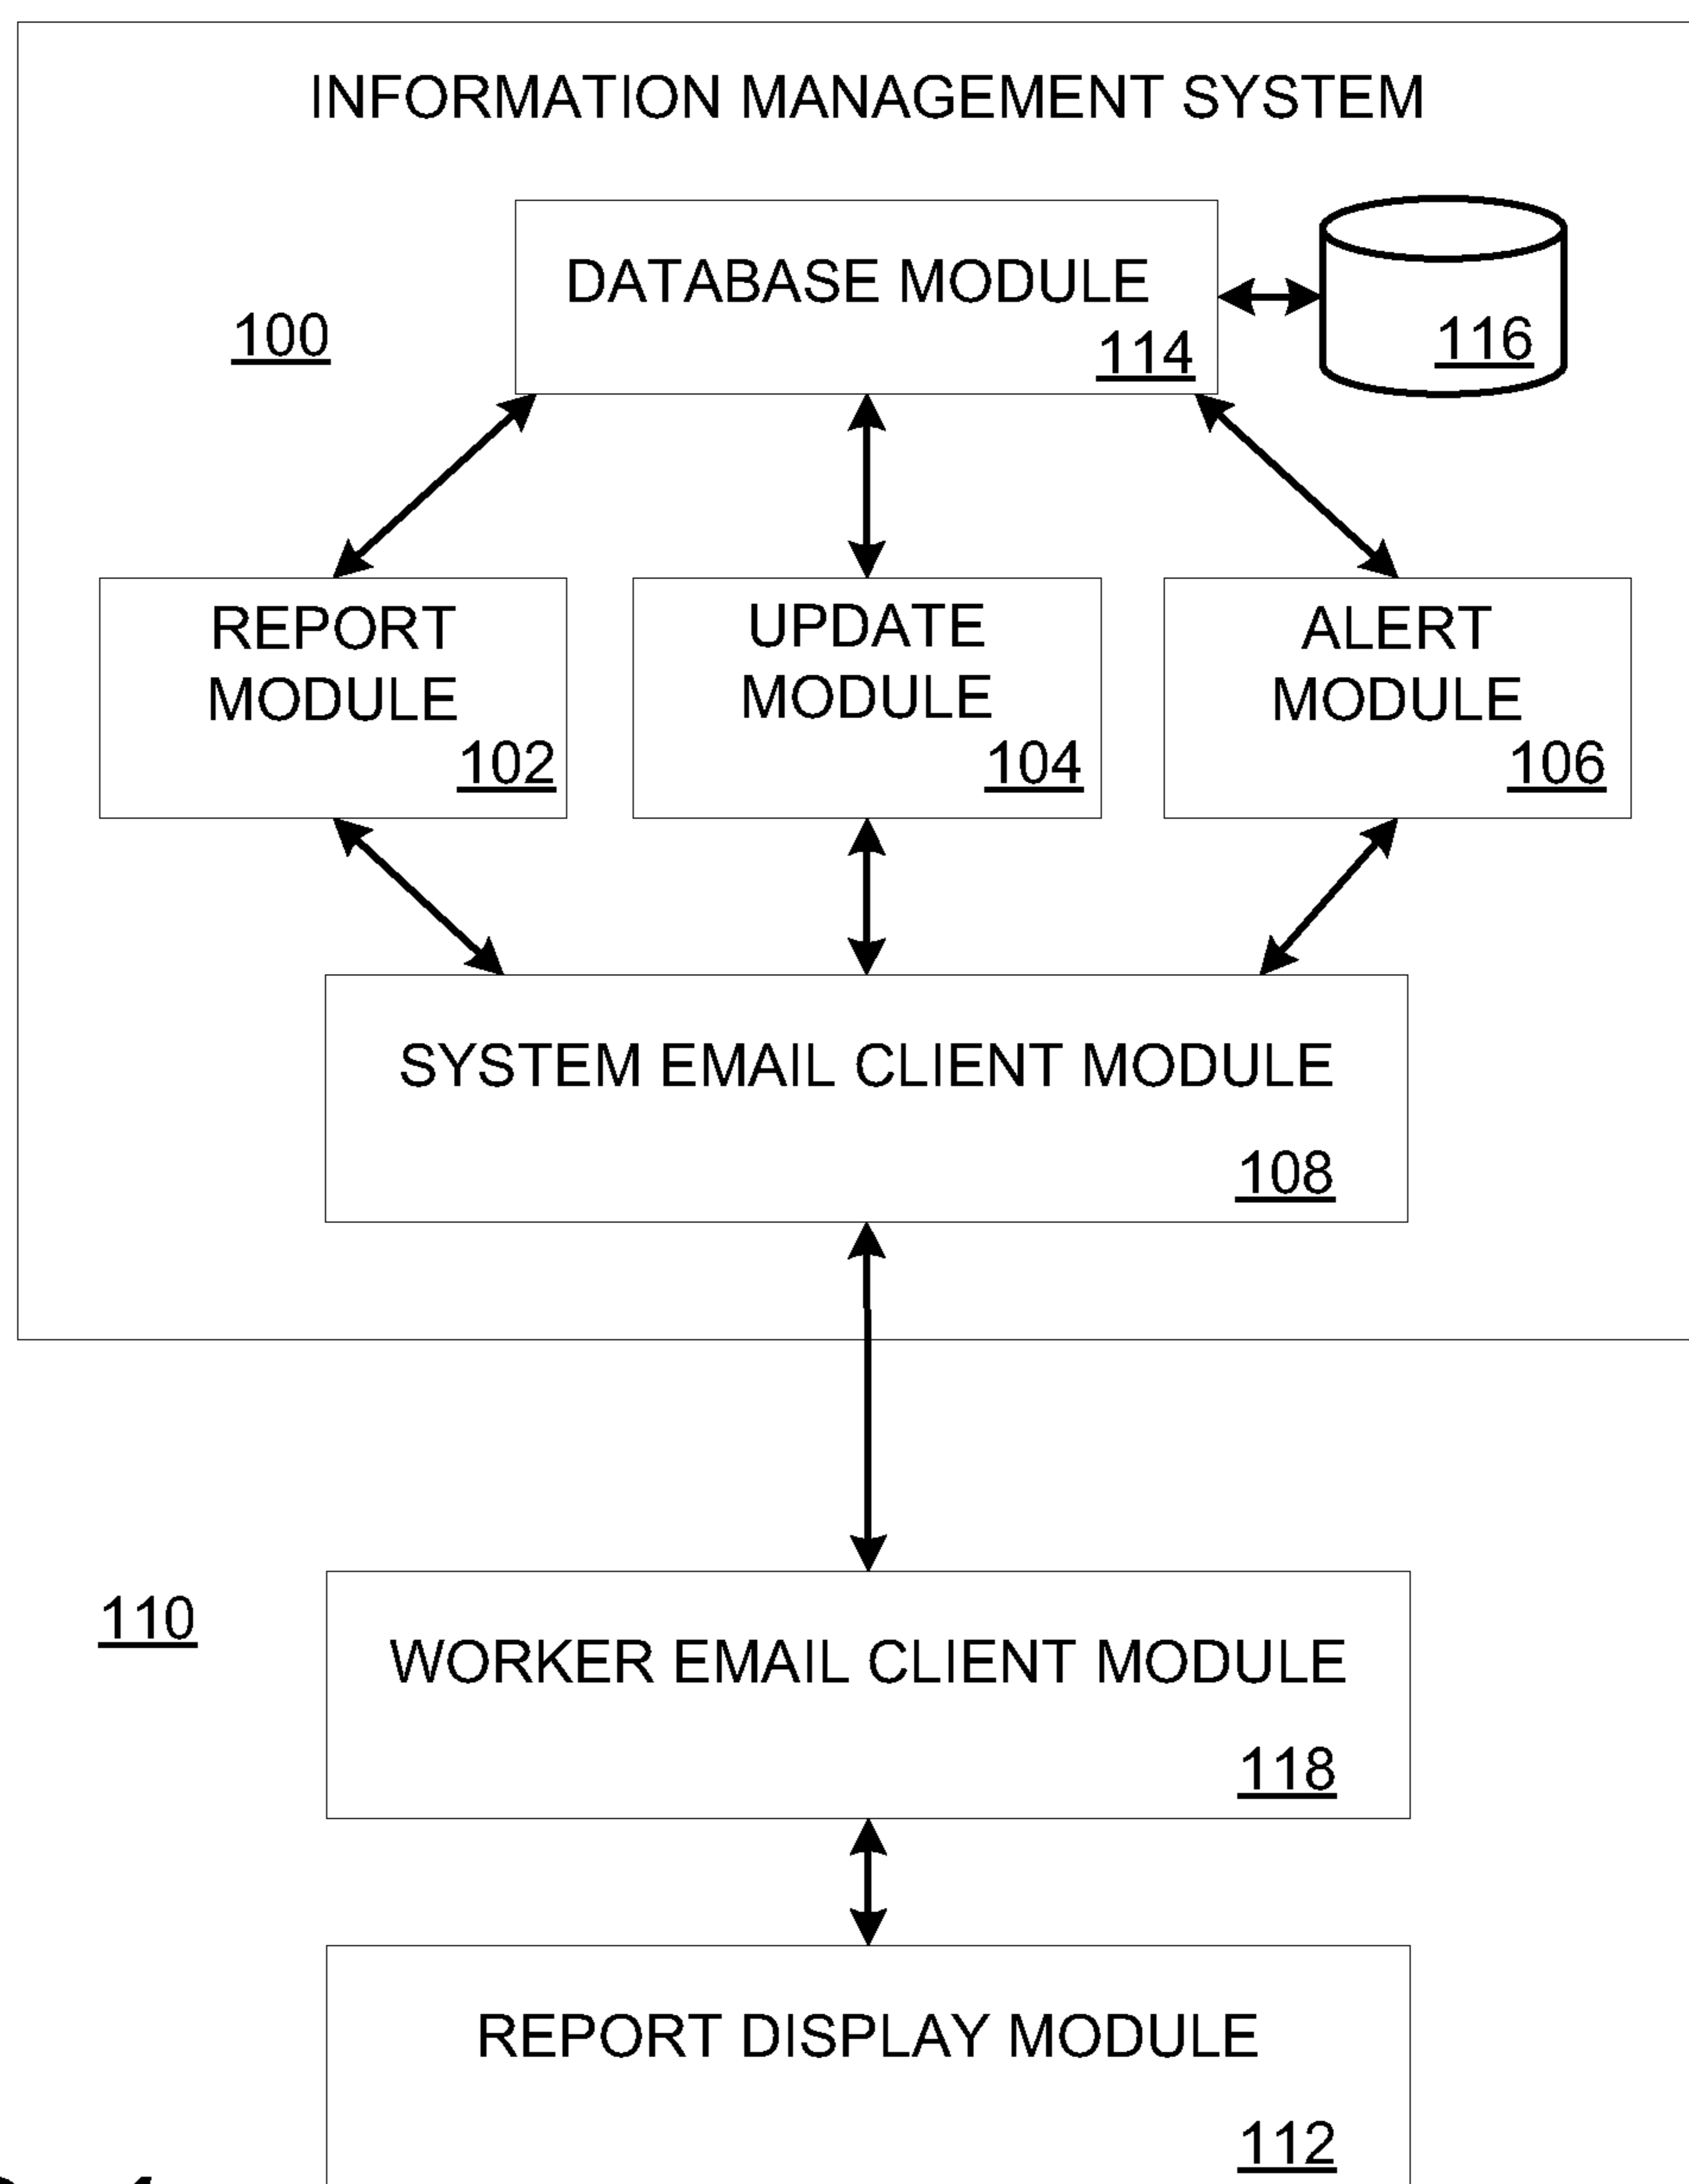 INFORMATION MANAGEMENT SYSTEM
DATABASE MODULE
114
116
100
REPORT
MODULE
102
UPDATE
MODULE
104
ALERT
MODULE
106
SYSTEM EMAIL CLIENT MODULE
108
110
WORKER EMAIL CLIENT MODULE
118
REPORT DISPLAY MODULE
112